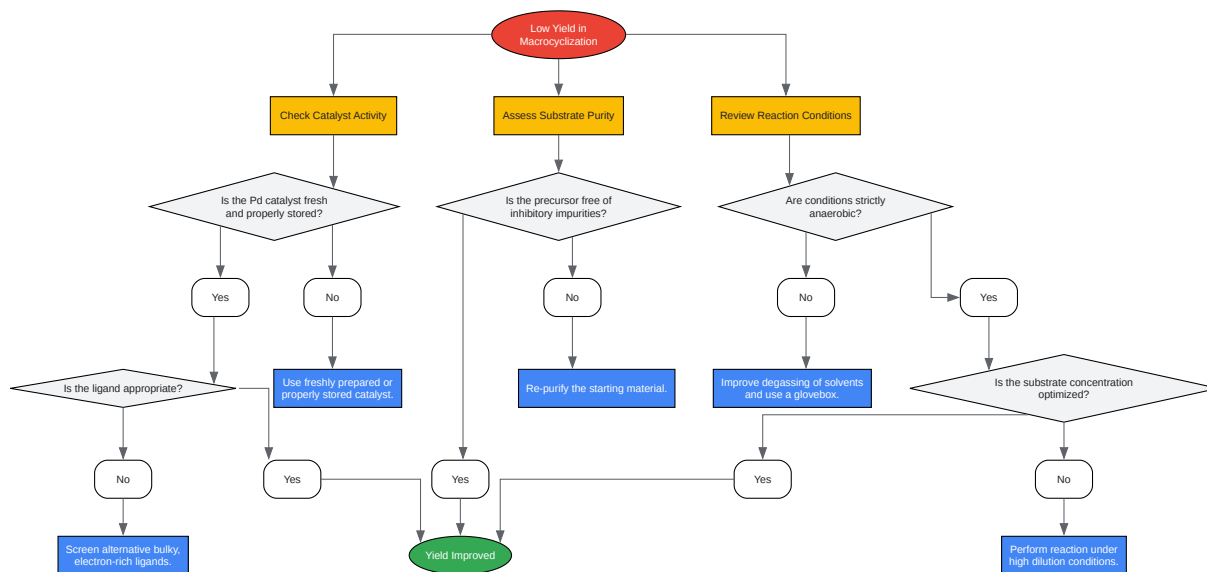 Low Yield in
Macrocyclization
Check Catalyst Activity
Assess Substrate Purity
Review Reaction Conditions
Is the Pd catalyst fresh
and properly stored?
Is the precursor free of
inhibitory impurities?
Are conditions strictly
anaerobic?
Yes
No
No
No
Yes
Is the ligand appropriate?
Use freshly prepared or
properly stored catalyst.
Re-purify the starting material.
Improve degassing of solvents
and use a glovebox.
Is the substrate concentration
optimized?
No
Yes
Yes
Yes
No
Screen alternative bulky,
electron-rich ligands.
Yield Improved
Perform reaction under
high dilution conditions.